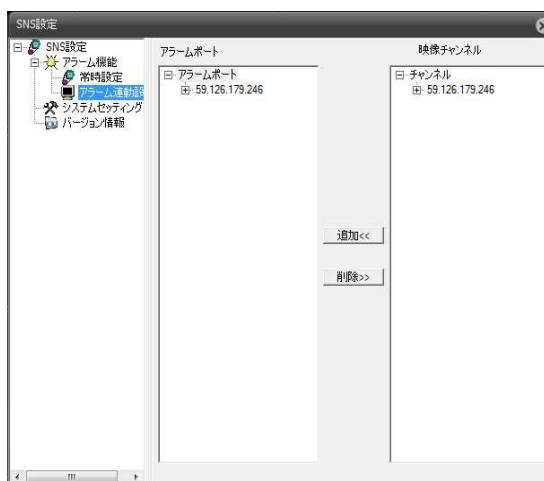 SNS設定
SNS設定
アラーム機能
常時設定
アラーム連動設
システムセッティング
バージョン情報
アラームポート
アラームポート
59.126.179.246
追加<<
削除>>
映像チャンネル
チャンネル
59.126.179.246